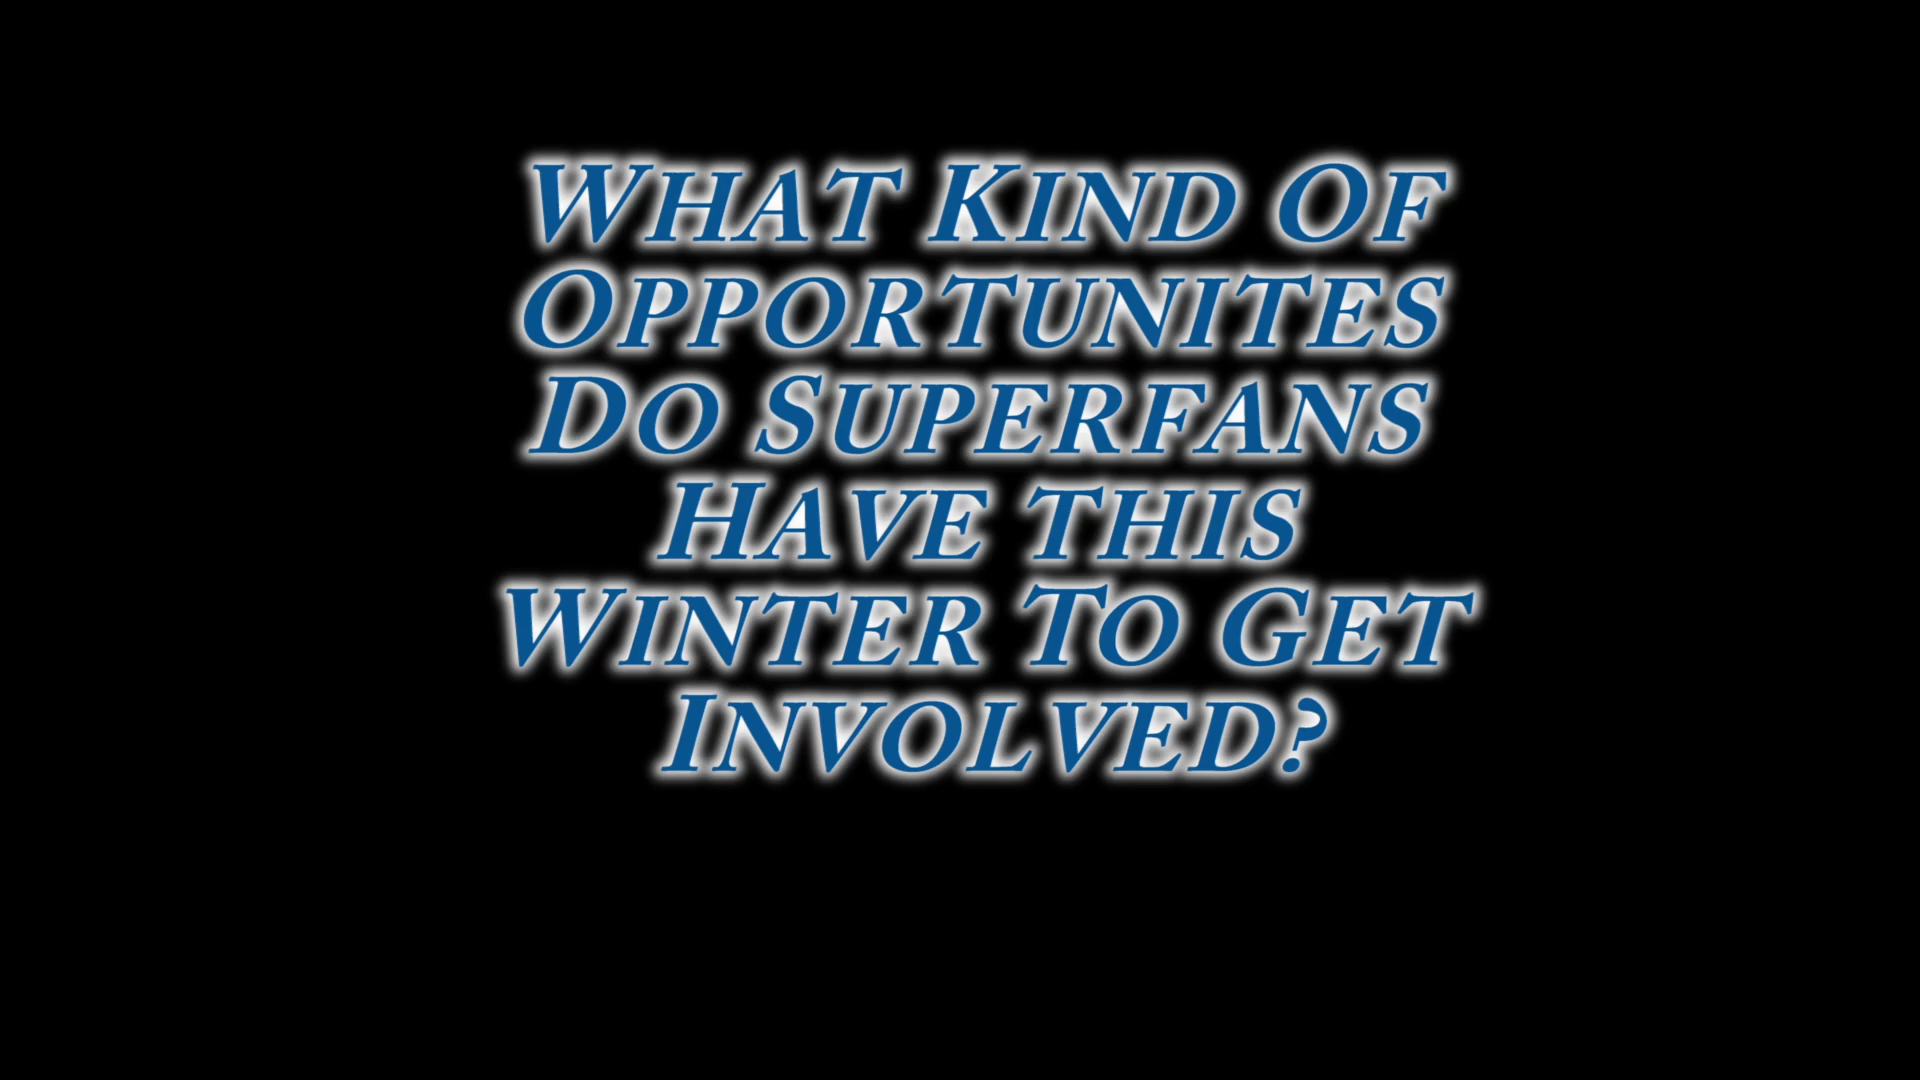 What Kind Of
Opportunites
Do Superfans
Have this
Winter To Get
Involved?